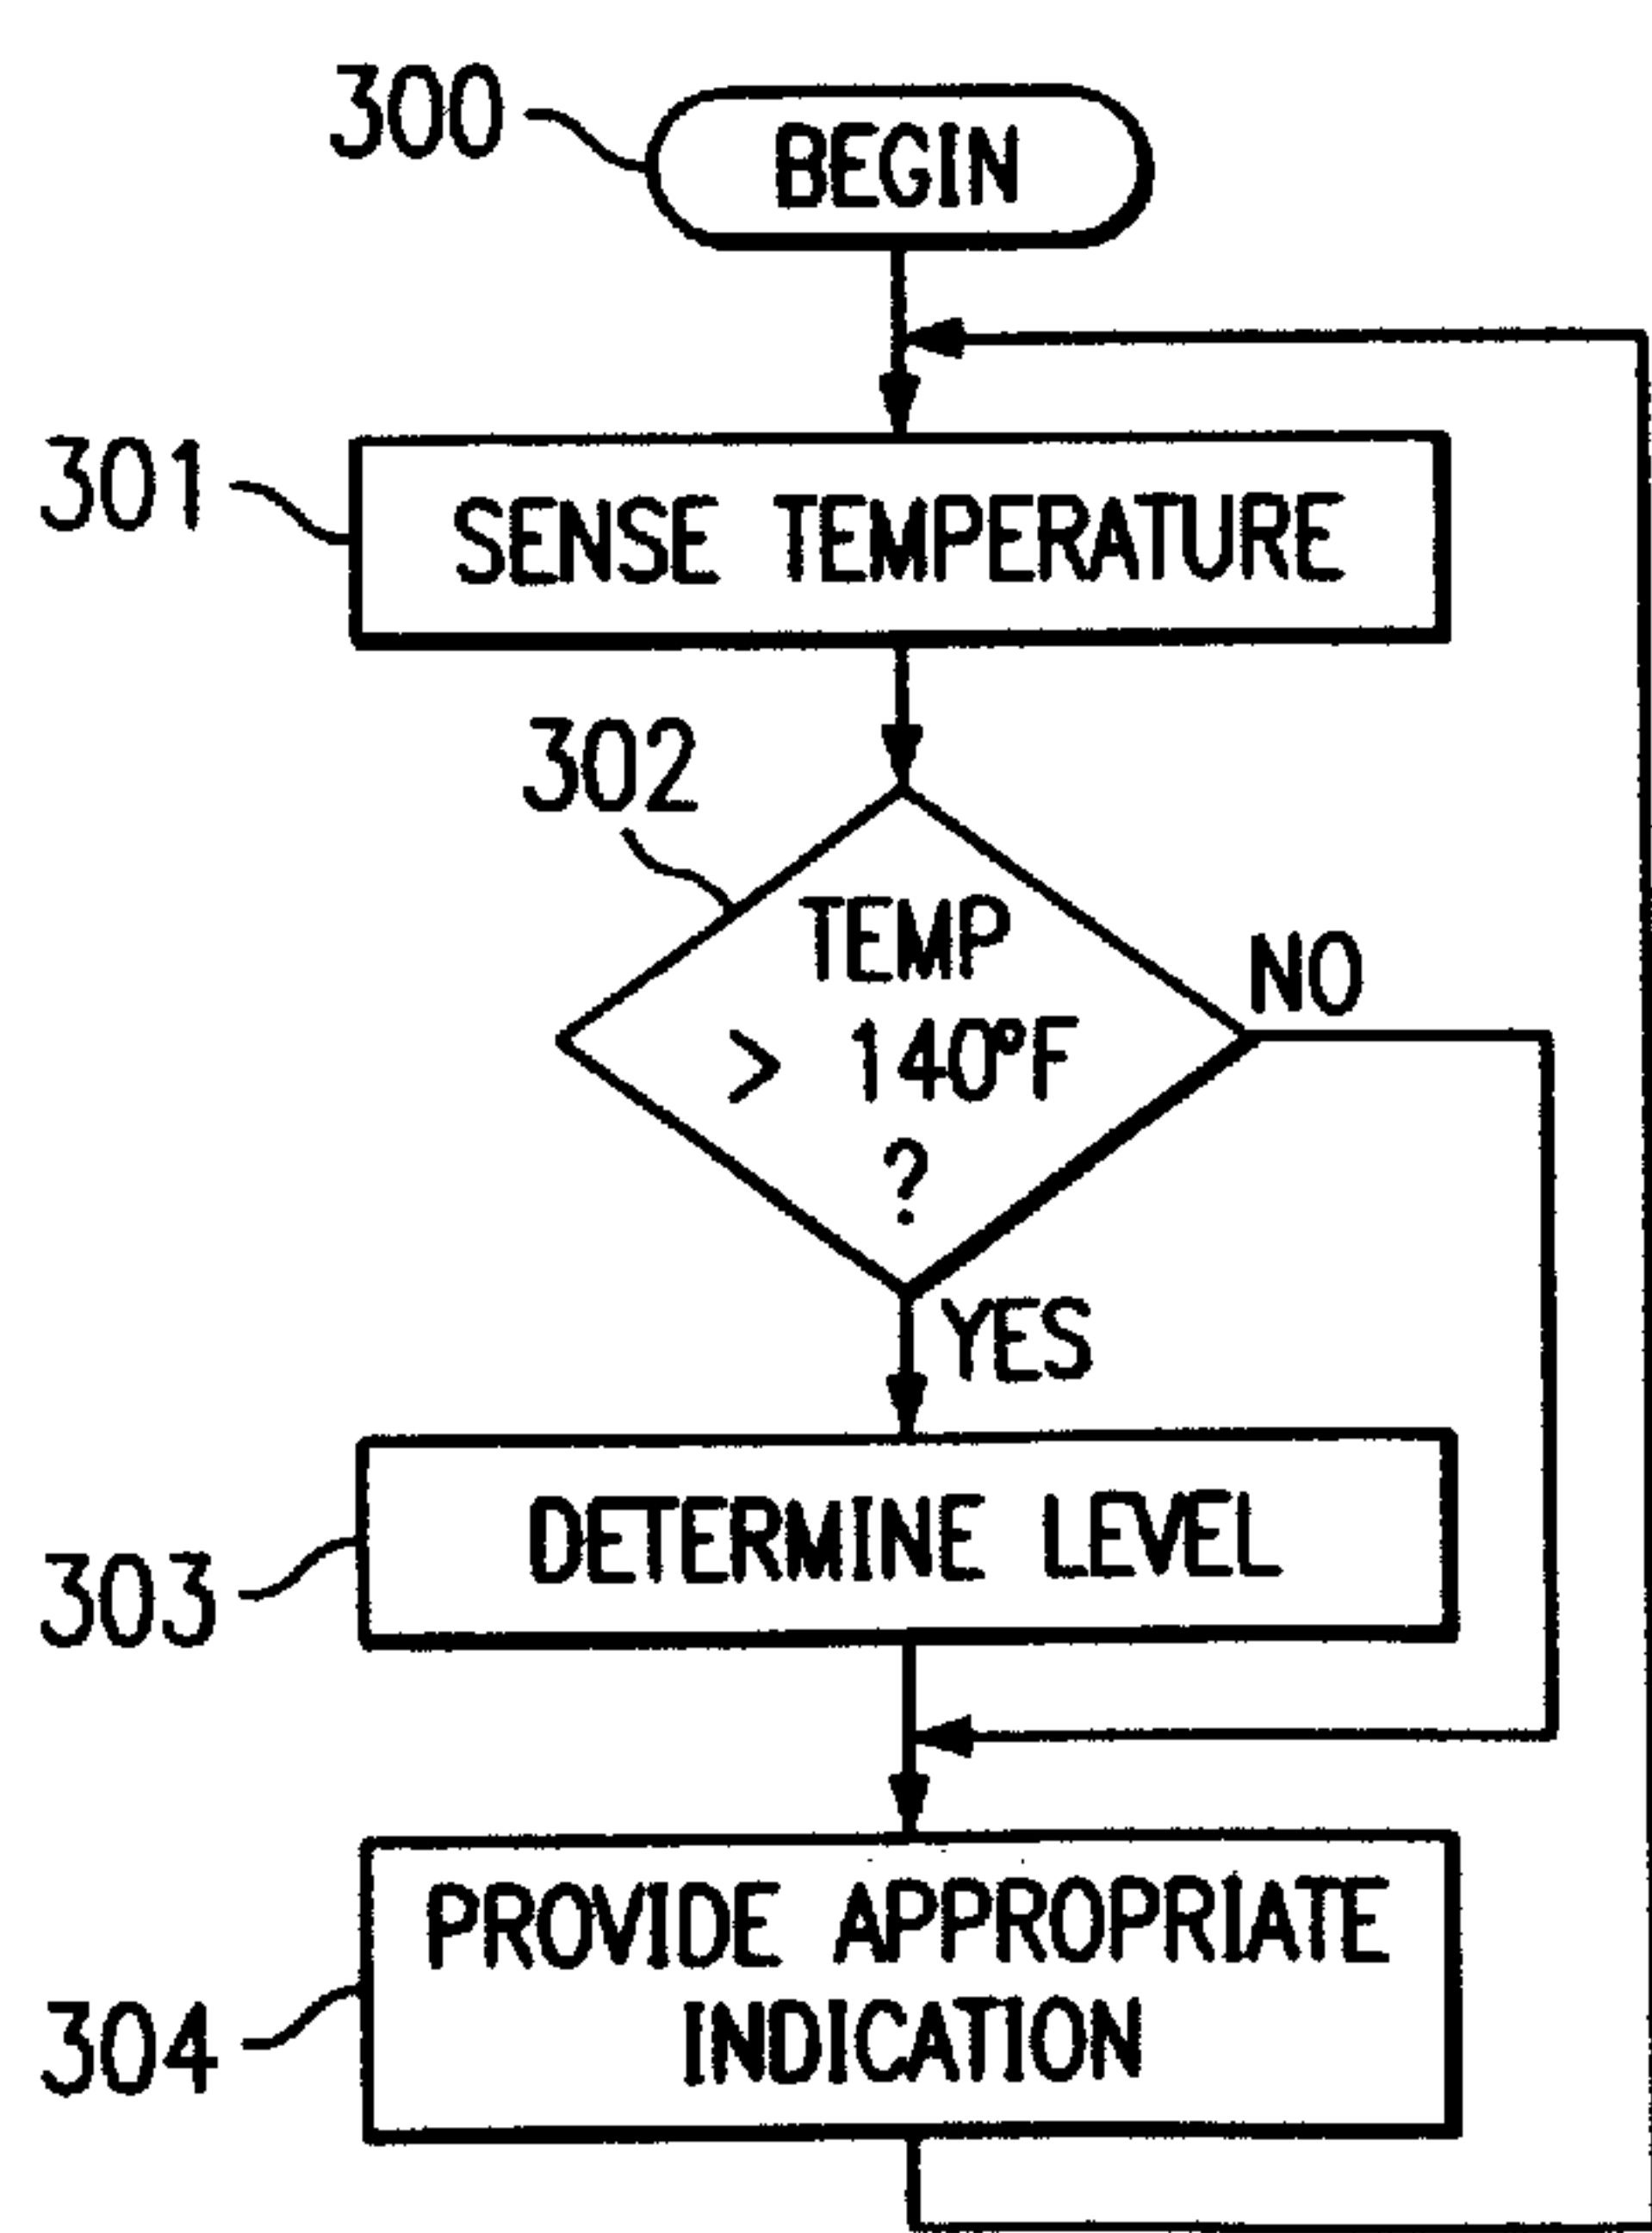 300
BEGIN
301
SENSE TEMPERATURE
302
TEMP
> 140°F
?
NO
YES
303
DETERMINE LEVEL
304
PROVIDE APPROPRIATE
INDICATION